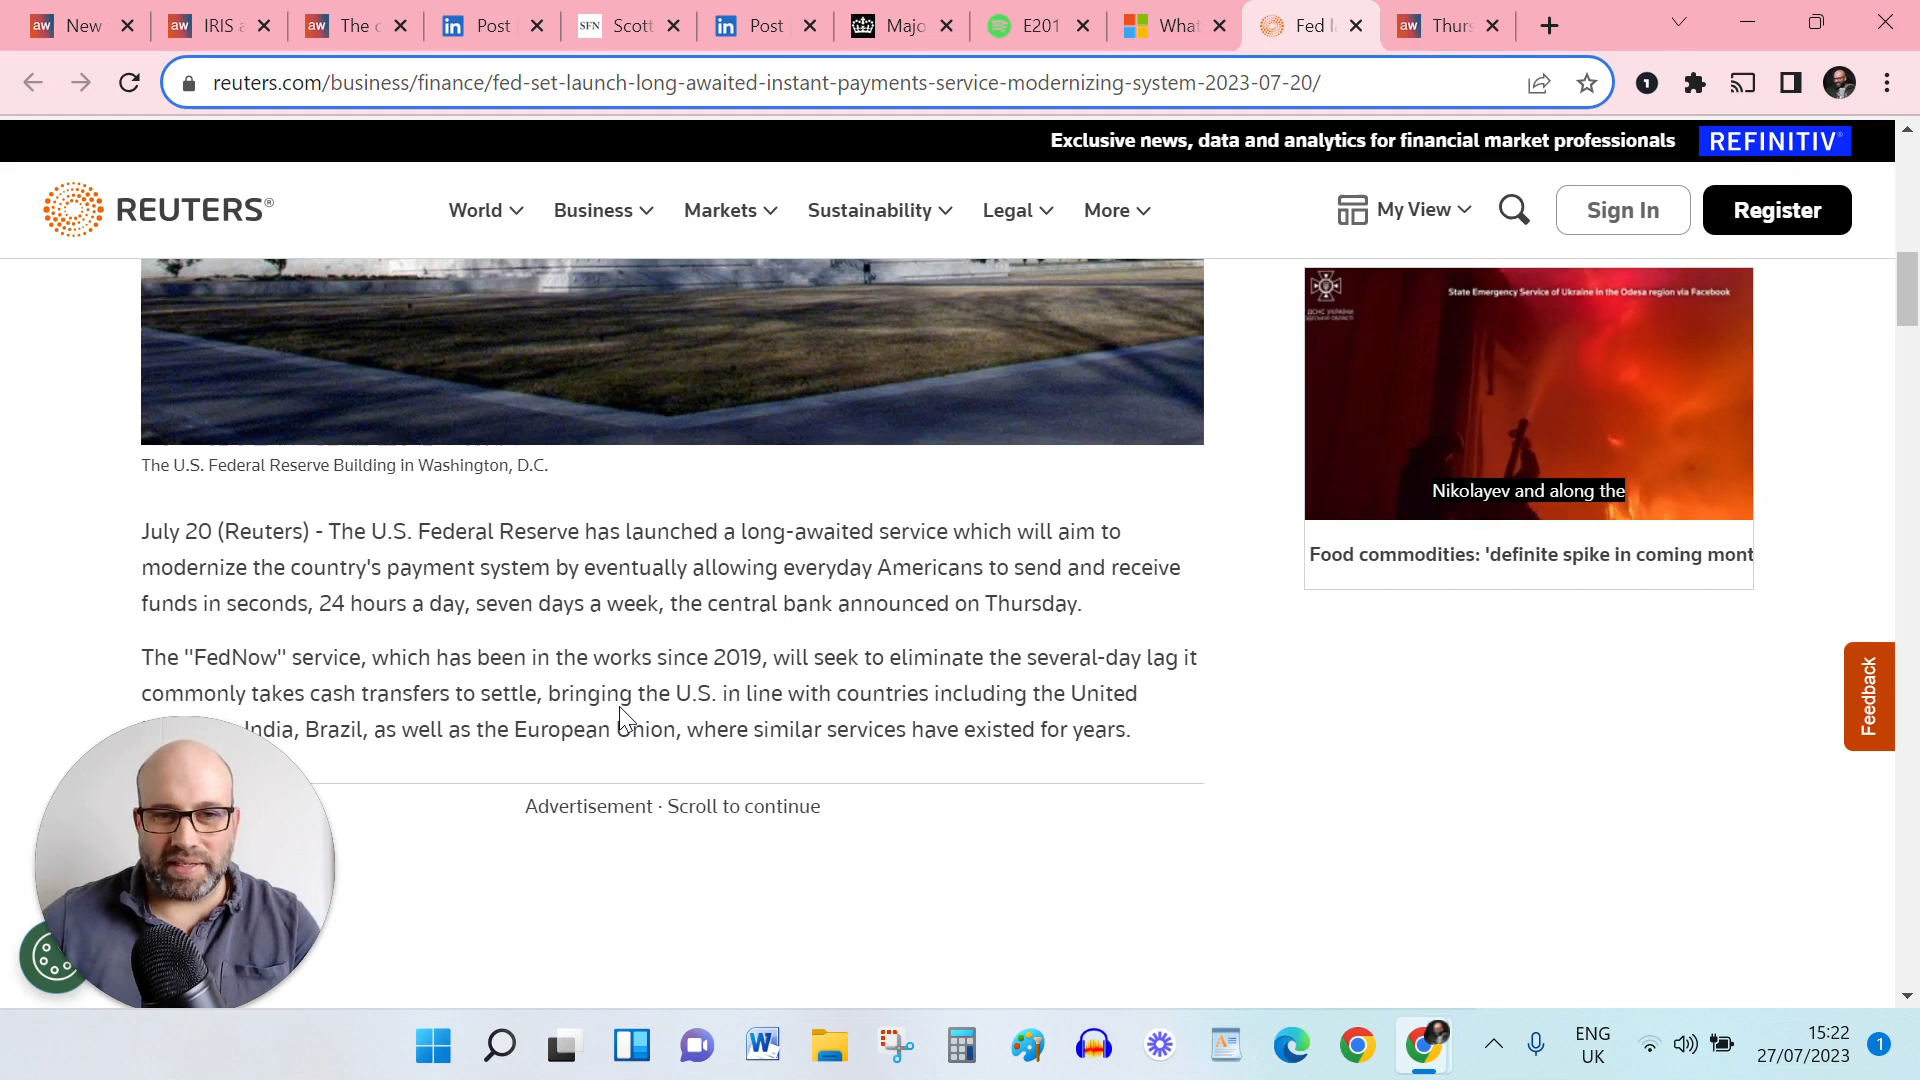 aw New
aw IRIS a
aw The c
in Post
SFN Scott
in Post
Majo
E201
What
Fed la
aw Thurs
reuters.com/business/finance/fed-set-launch-long-awaited-instant-payments-service-modernizing-system-2023-07-20/
Exclusive news, data and analytics for financial market professionals REFINITIV
REUTERS®
World Business Markets Sustainability Legal More
My View Sign In Register
State Emergency Service of Ukraine in the Odesa region via Facebook
Nikolayev and along the
Food commodities: 'definite spike in coming mont
The U.S. Federal Reserve Building in Washington, D.C.
July 20 (Reuters) - The U.S. Federal Reserve has launched a long-awaited service which will aim to
modernize the country's payment system by eventually allowing everyday Americans to send and receive
funds in seconds, 24 hours a day, seven days a week, the central bank announced on Thursday.
The "FedNow" service, which has been in the works since 2019, will seek to eliminate the several-day lag it
commonly takes cash transfers to settle, bringing the U.S. in line with countries including the United
India, Brazil, as well as the European Union, where similar services have existed for years.
Advertisement · Scroll to continue
Feedback
ENG
UK
15:22
27/07/2023
1